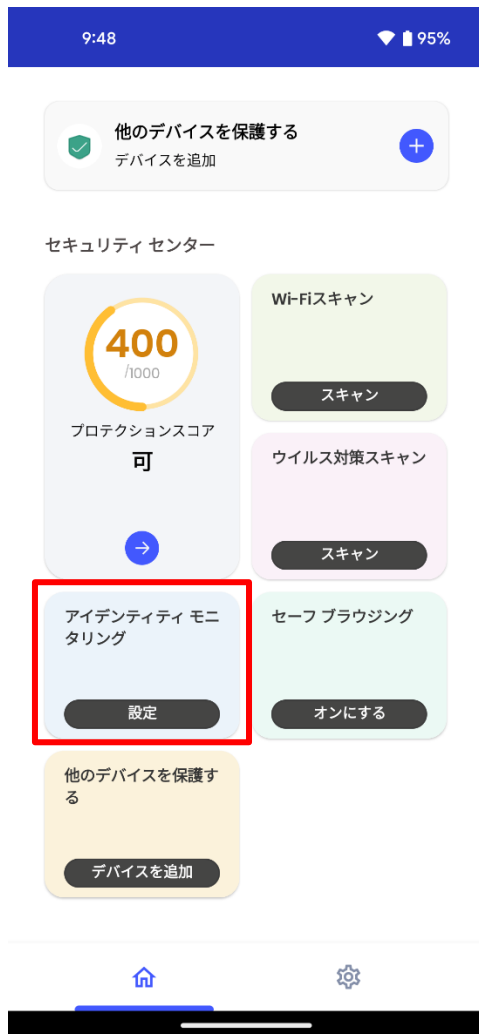 9:48
95%
他のデバイスを保護する
デバイスを追加
セキュリティ センター
400
/1000
プロテクションスコア
可
Wi-Fiスキャン
スキャン
ウイルス対策スキャン
スキャン
アイデンティティ モニ
タリング
設定
セーフ ブラウジング
オンにする
他のデバイスを保護す
る
デバイスを追加